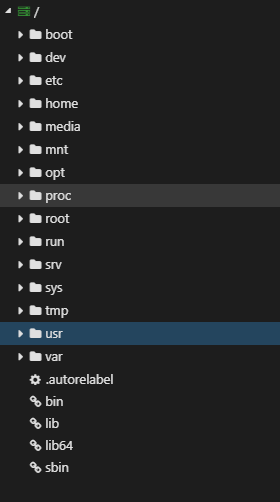 /
boot
dev
etc
home
media
mnt
opt
proc
root
run
srv
sys
tmp
usr
var
.autorelabel
bin
lib
lib64
sbin